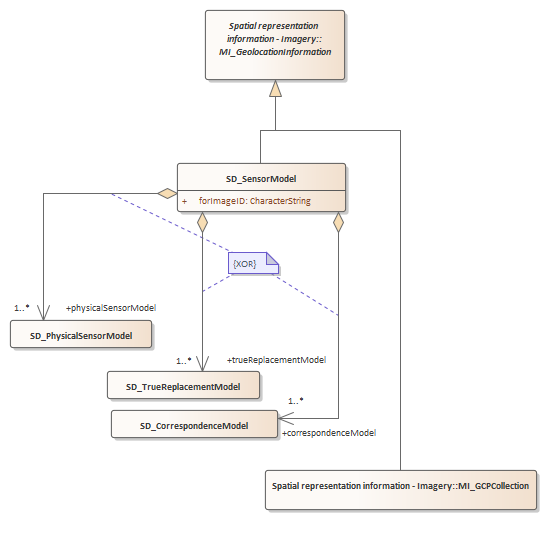 Spatial representation
information - Imagery::
MI_GeolocationInformation
SD_SensorModel
+ forImageID: CharacterString
{XOR}
1..* +physicalSensorModel
SD_PhysicalSensorModel
1..* +trueReplacementModel
SD_TrueReplacementModel
1..*
SD_CorrespondenceModel
+correspondenceModel
Spatial representation information - Imagery::MI_GCPCollection